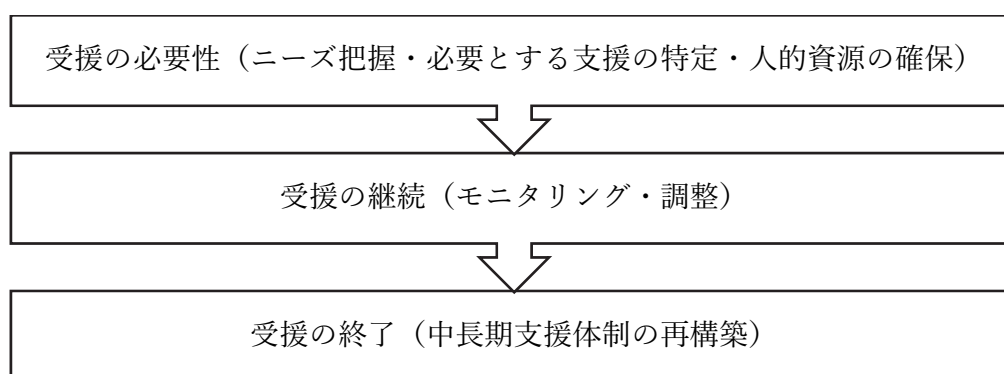 受援の必要性（ニーズ把握・必要とする支援の特定・人的資源の確保）
受援の継続（モニタリング・調整）
受援の終了（中長期支援体制の再構築）